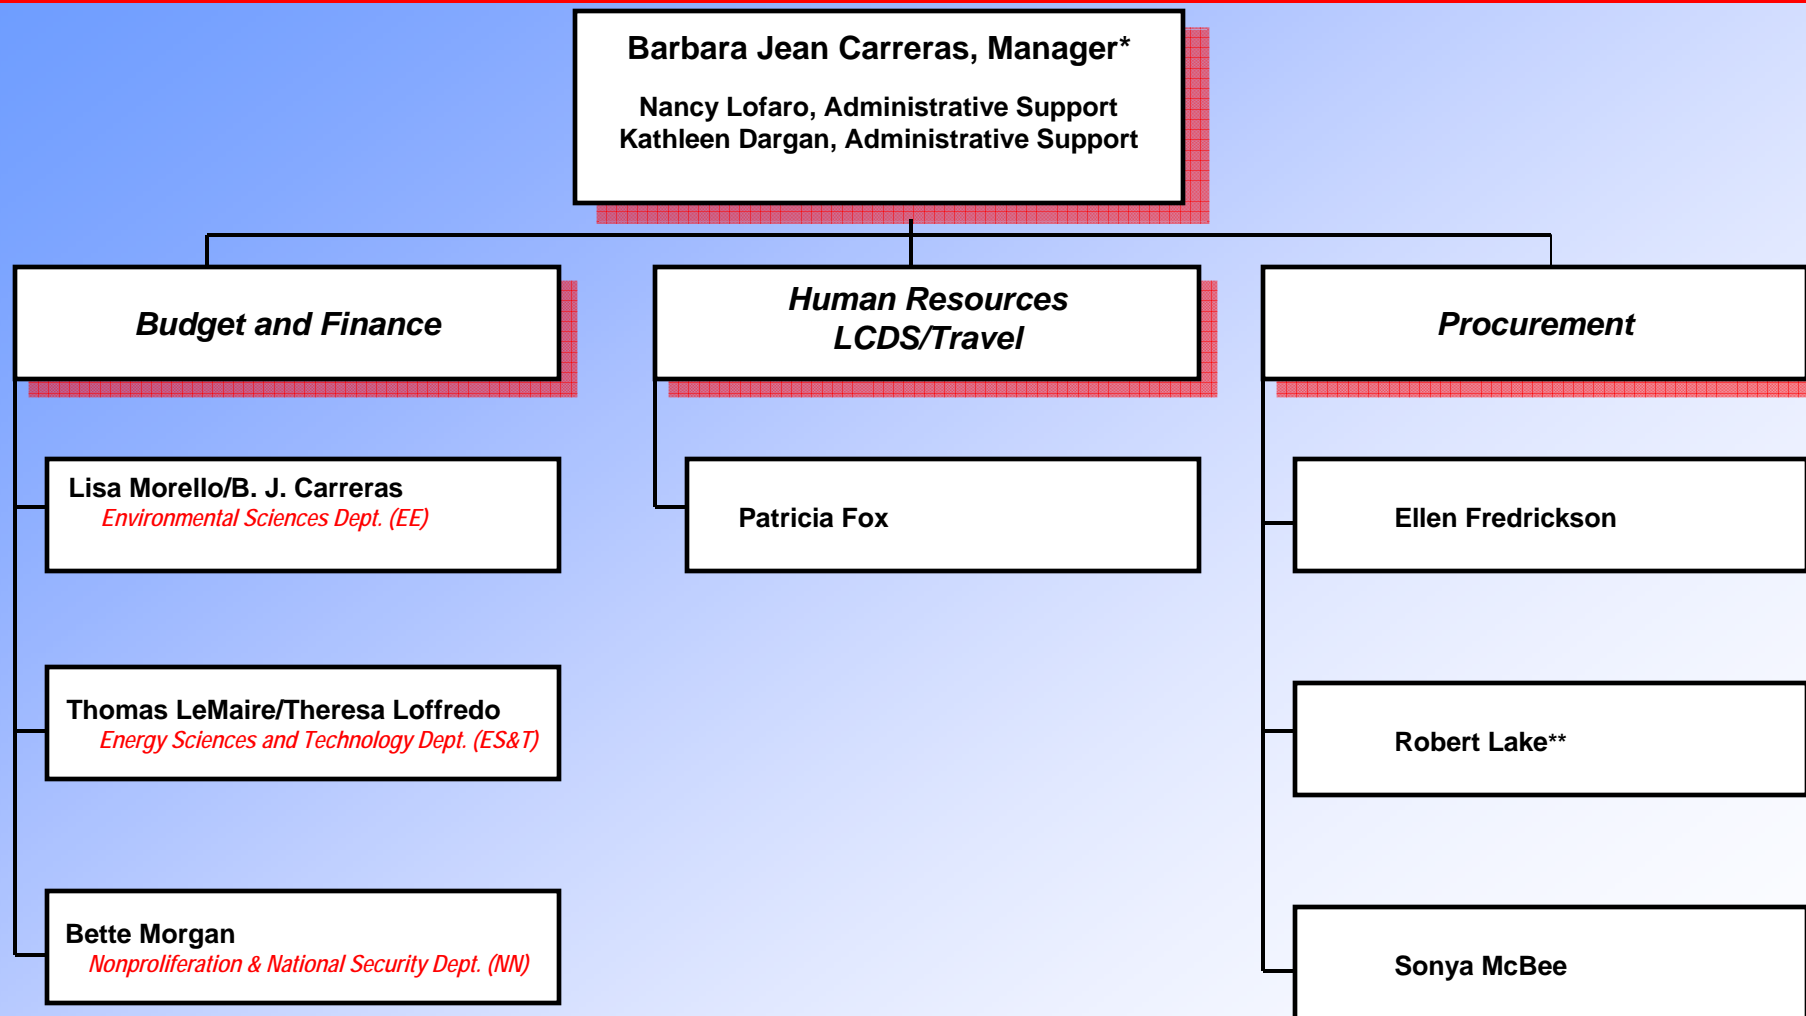 Barbara Jean Carreras, Manager*
Nancy Lofaro, Administrative Support
Kathleen Dargan, Administrative Support
Budget and Finance
Human Resources
LCDS/Travel
Procurement
Lisa Morello/B. J. Carreras
Environmental Sciences Dept. (EE)
Patricia Fox
Ellen Fredrickson
Thomas LeMaire/Theresa Loffredo
Energy Sciences and Technology Dept. (ES&T)
Robert Lake**
Bette Morgan
Nonproliferation & National Security Dept. (NN)
Sonya McBee